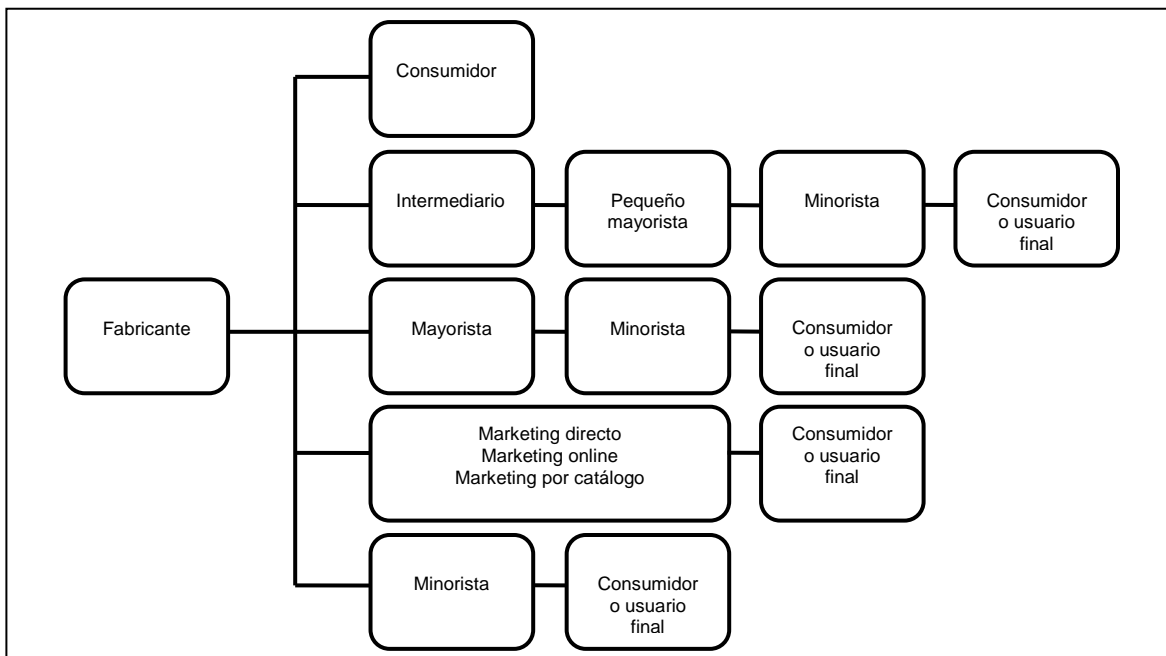 Consumidor
Intermediario
Pequeño
mayorista
Minorista
Consumidor
o usuario
final
Fabricante
Mayorista
Minorista
Consumidor
o usuario
final
Marketing directo
Marketing online
Marketing por catálogo
Consumidor
o usuario
final
Minorista
Consumidor
o usuario
final